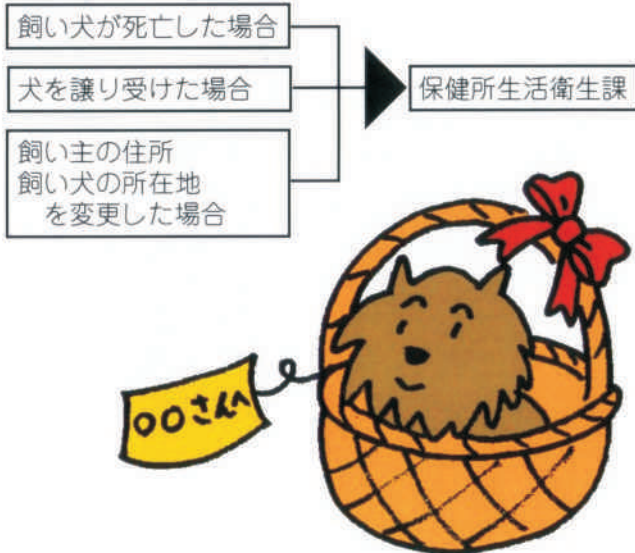 飼い犬が死亡した場合
犬を譲り受けた場合
飼い主の住所
飼い犬の所在地
を変更した場合
保健所生活衛生課
○○さんへ